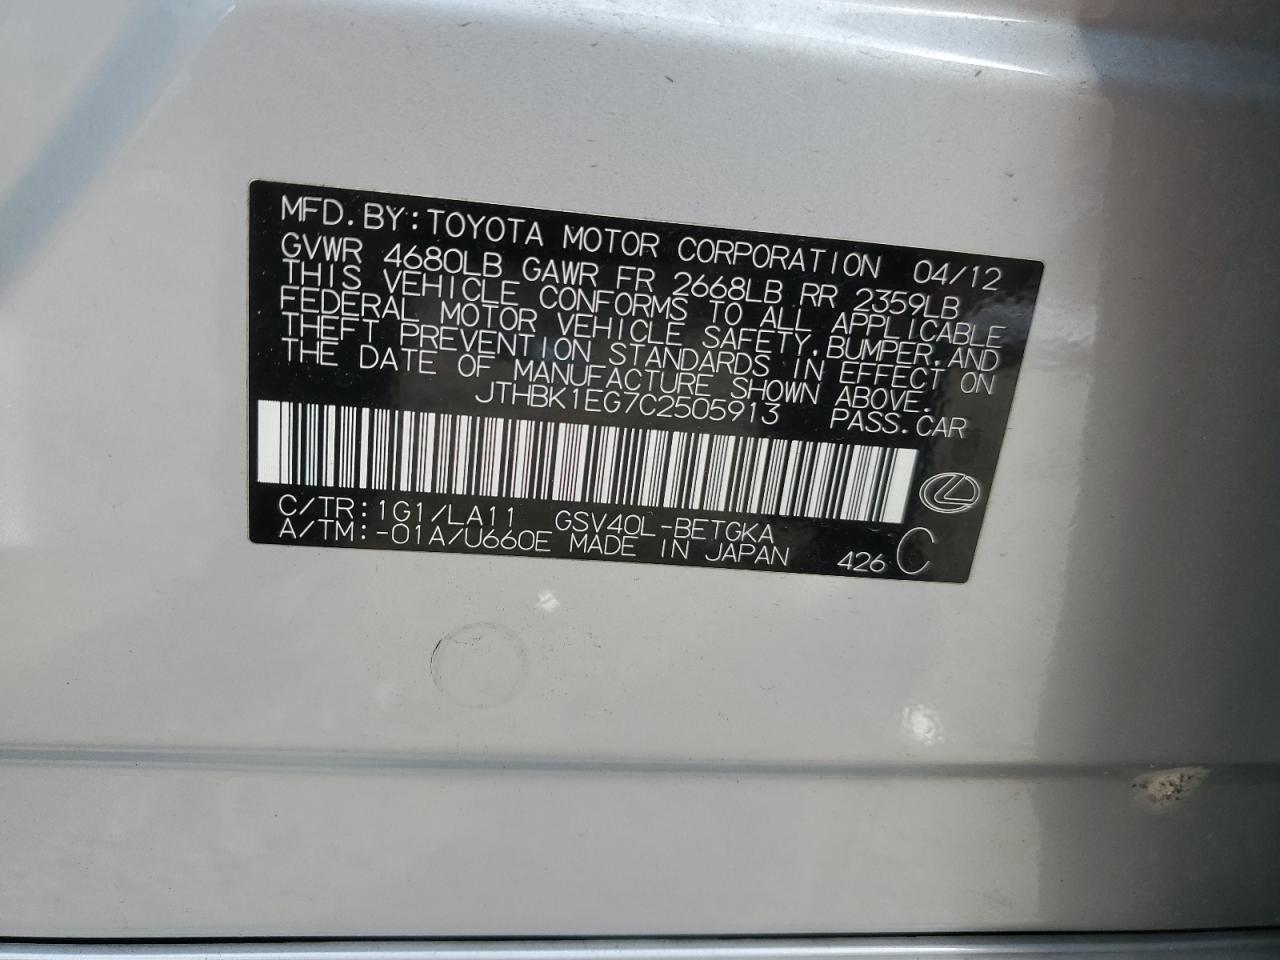 MFD. BY: TOYOTA MOTOR CORPORATION 04/12
GVWR 4680LB GAWR FR 2668LB RR 2359LB
THIS VEHICLE CONFORMS TO ALL APPLICABLE
FEDERAL MOTOR VEHICLE SAFETY, BUMPER, AND
THEFT PREVENTION STANDARDS IN EFFECT ON
THE DATE OF MANUFACTURE SHOWN ABOVE.
JTHBK1EG7C2505913 PASS. CAR
C/TR: 1G1/LA11 GSV40L-BETGKA
A/TM: -01A/U660E MADE IN JAPAN 426 C